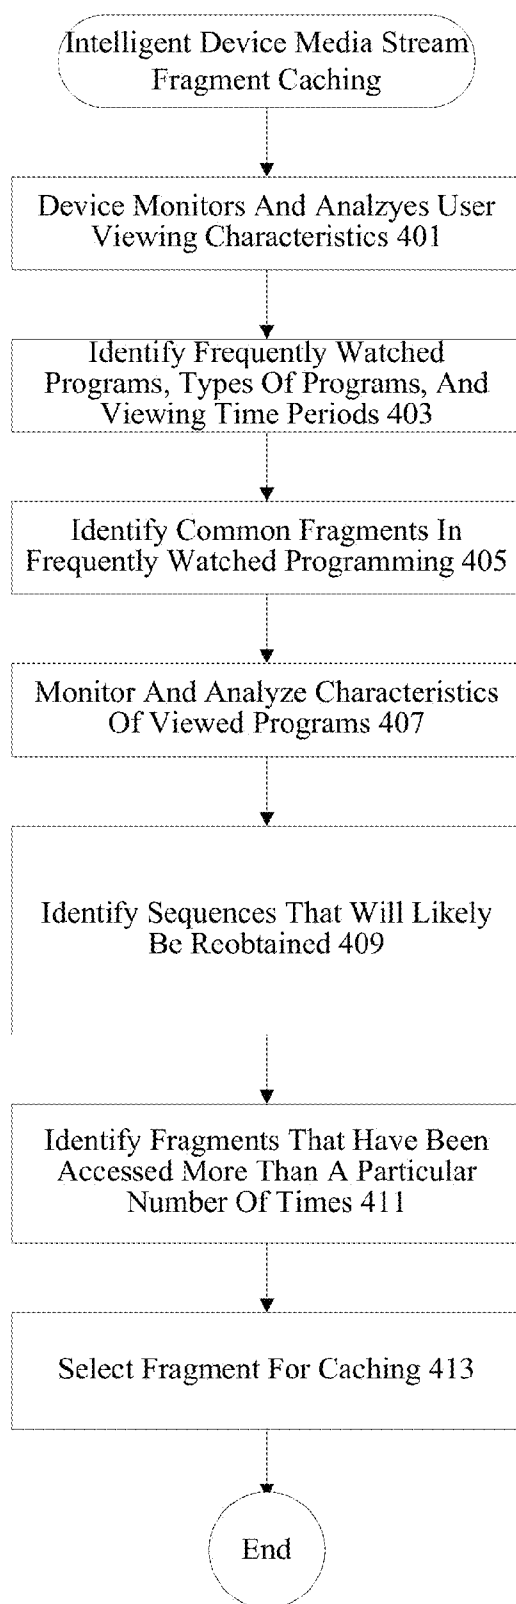 Intelligent Device Media Stream
Fragment Caching
Device Monitors And Analzyes User
Viewing Characteristics 401
Identify Frequently Watched
Programs, Types Of Programs, And
Viewing Time Periods 403
Identify Common Fragments In
Frequently Watched Programming 405
Monitor And Analyze Characteristics
Of Viewed Programs 407
Identify Sequences That Will Likely
Be Reobtained 409
Identify Fragments That Have Been
Accessed More Than A Particular
Number Of Times 411
Select Fragment For Caching 413
End